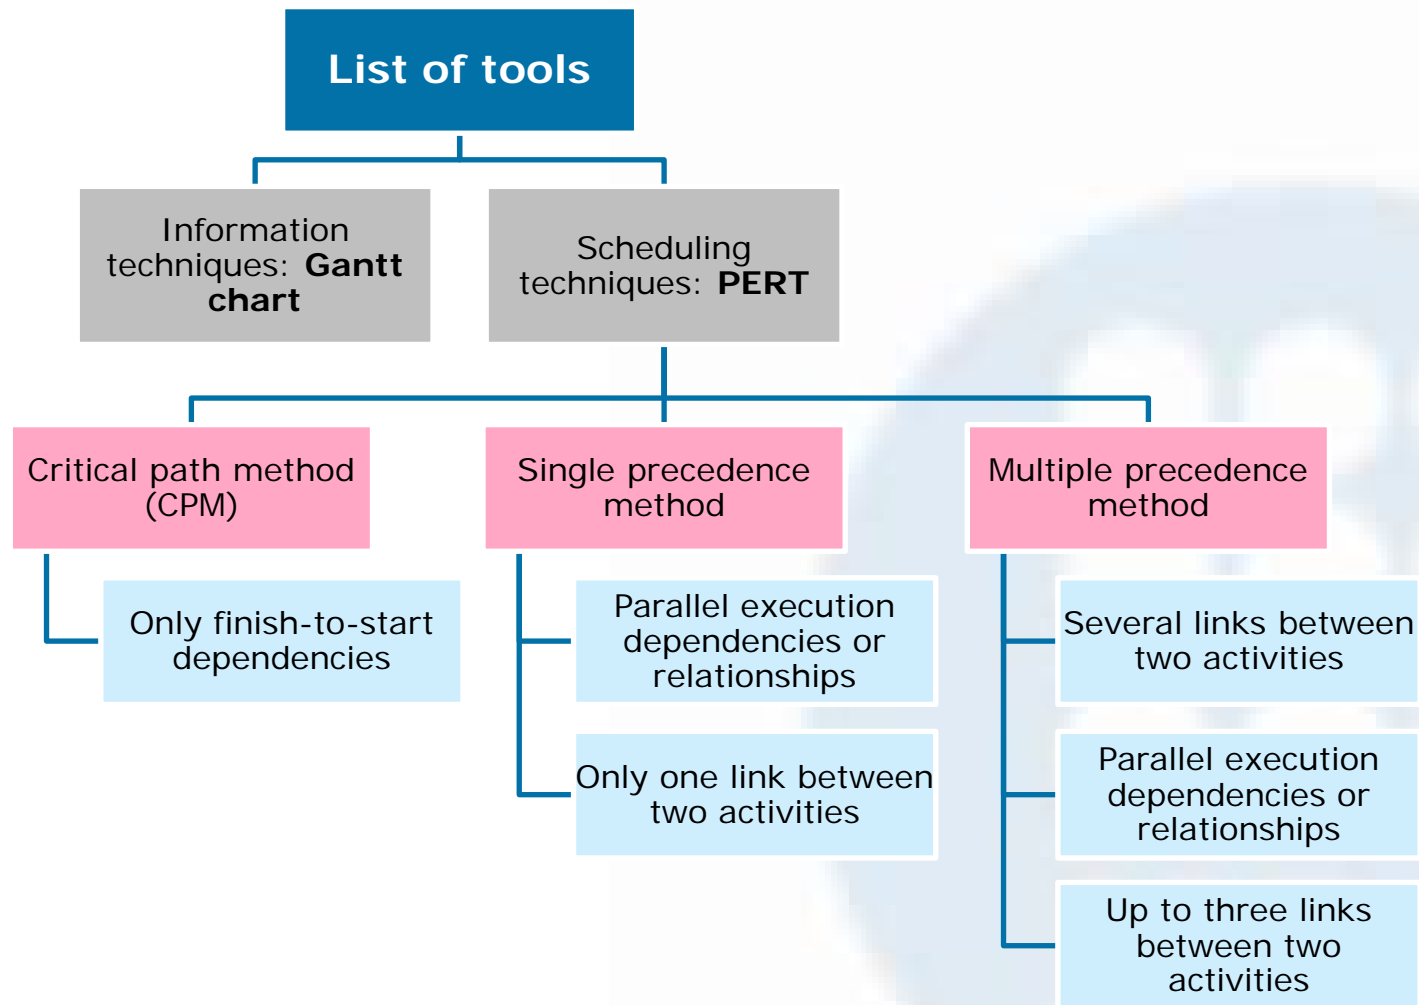 List of tools
Information
techniques: Gantt
chart
Scheduling
techniques: PERT
Critical path method
(CPM)
Single precedence
method
Multiple precedence
method
Only finish-to-start
dependencies
Parallel execution
dependencies or
relationships
Only one link between
two activities
Several links between
two activities
Parallel execution
dependencies or
relationships
Up to three links
between two
activities